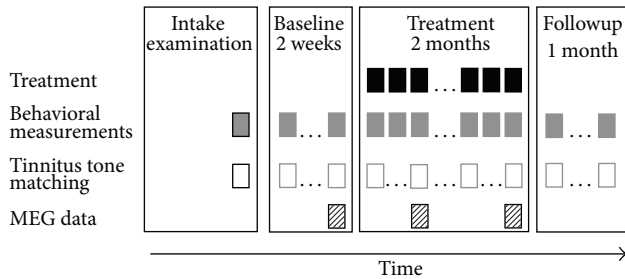 Intake
examination
Baseline
2 weeks
Treatment
2 months
Followup
1 month
Treatment
...
Behavioral
measurements
... ... ...
Tinnitus tone
matching
... ... ... ... ...
MEG data
Time